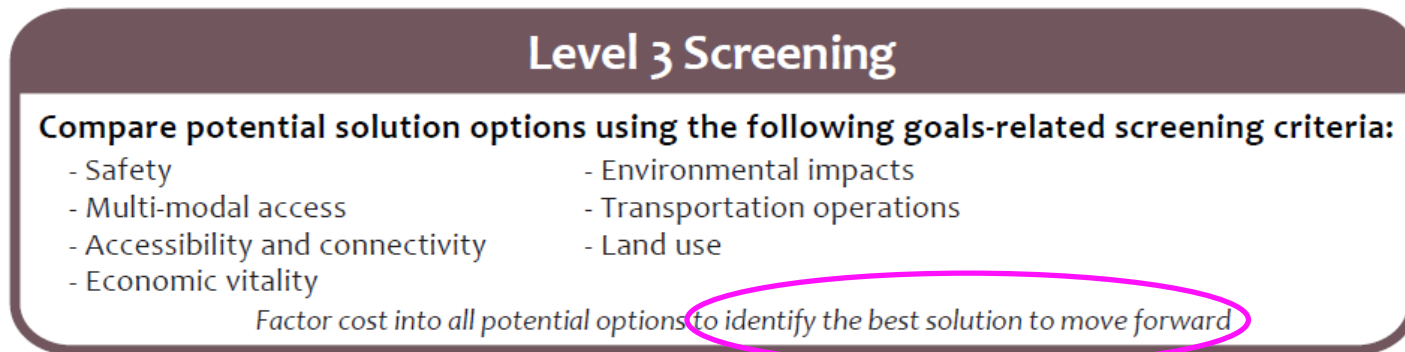 Level 3 Screening
Compare potential solution options using the following goals-related screening criteria:
- Safety
- Multi-modal access
- Accessibility and connectivity
- Economic vitality
- Environmental impacts
- Transportation operations
- Land use
Factor cost into all potential options to identify the best solution to move forward